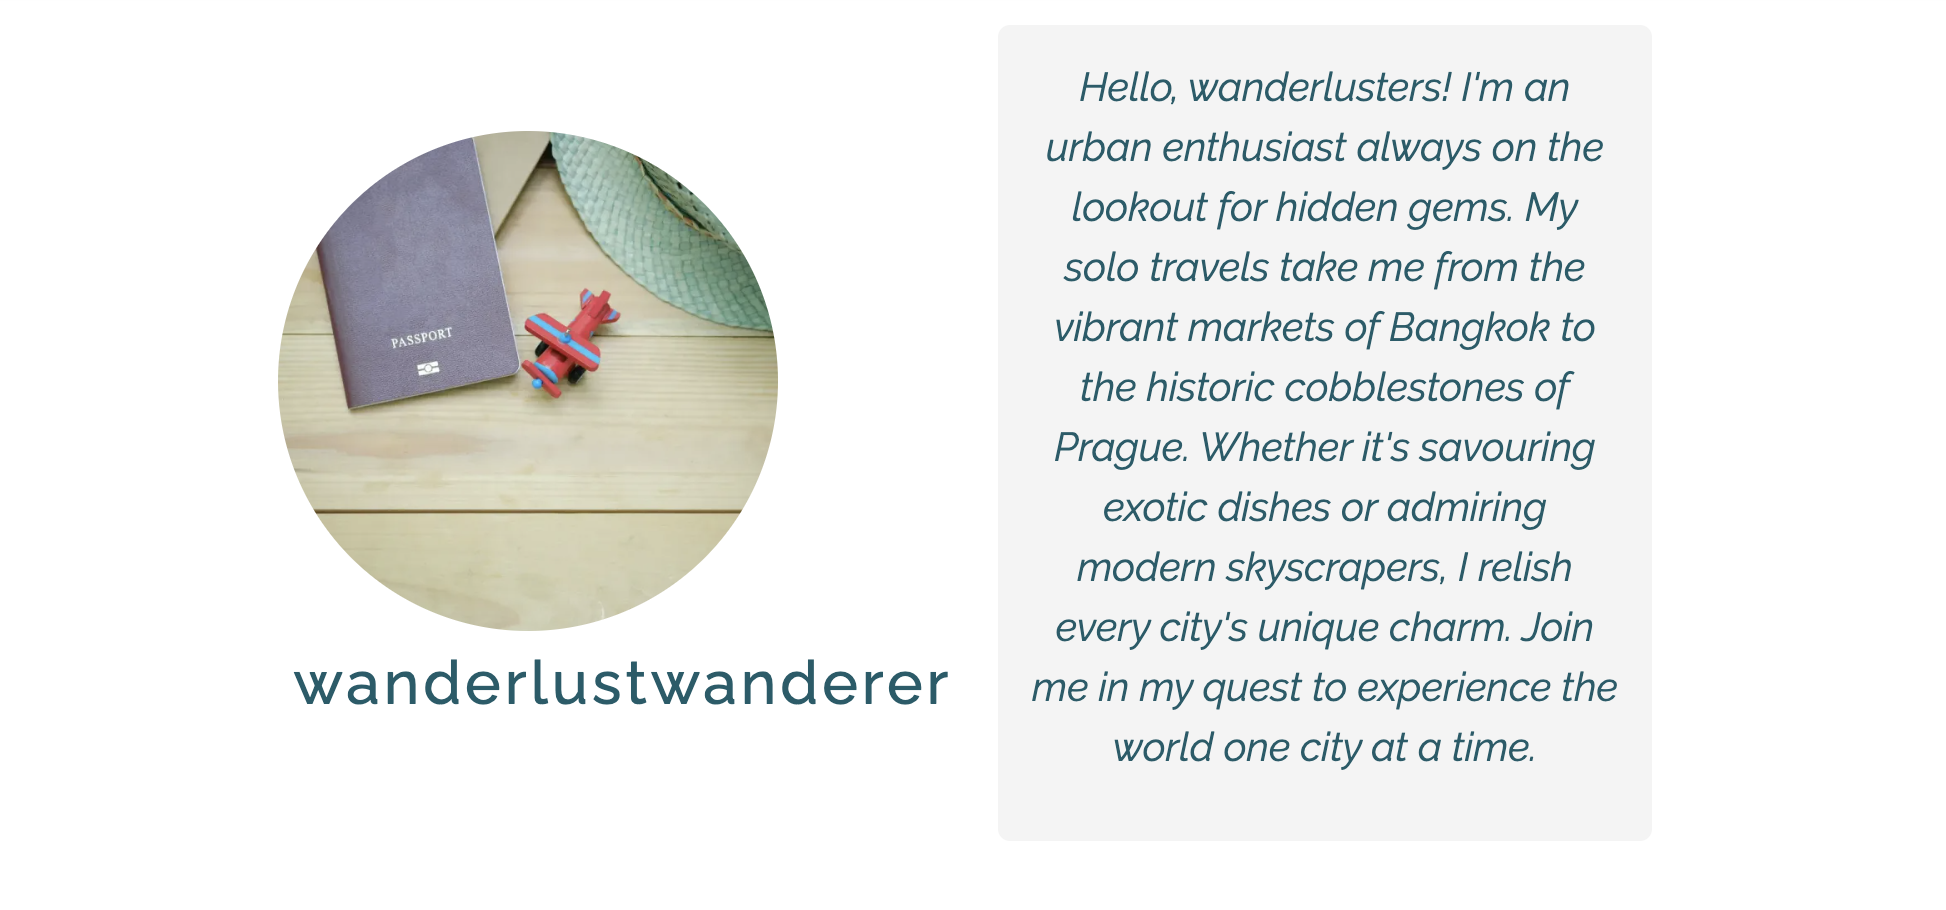 PASSPORT
wanderlustwanderer
Hello, wanderlusters! I'm an
urban enthusiast always on the
lookout for hidden gems. My
solo travels take me from the
vibrant markets of Bangkok to
the historic cobblestones of
Prague. Whether it's savouring
exotic dishes or admiring
modern skyscrapers, I relish
every city's unique charm. Join
me in my quest to experience the
world one city at a time.